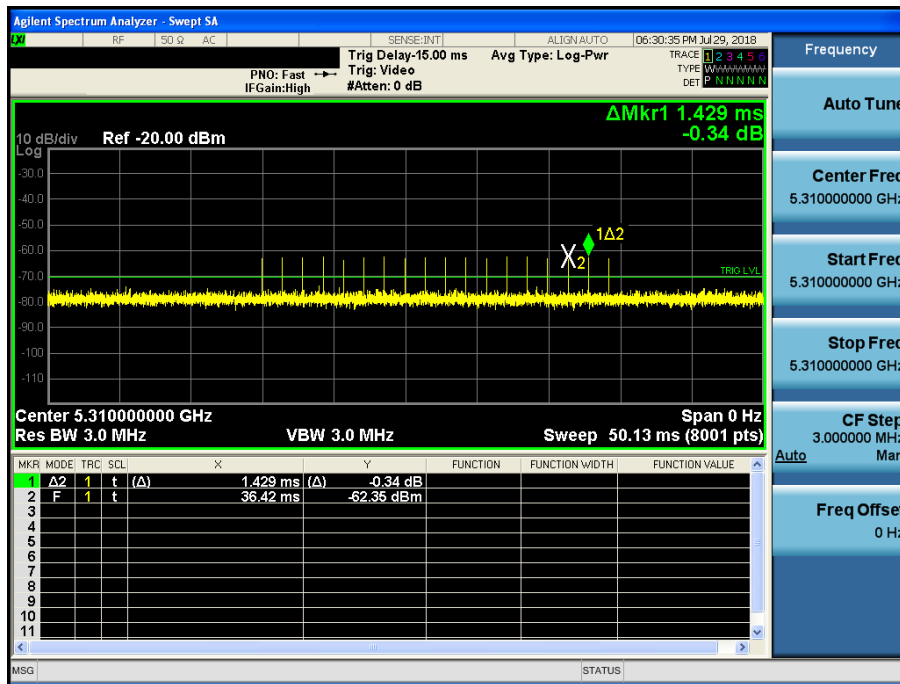 Agilent Spectrum Analyzer - Swept SA
LXI RF 50 Ω AC SENSE:INT ALIGN AUTO 06:30:35 PM Jul 29, 2018
Trig Delay-15.00 ms Avg Type: Log-Pwr TRACE 1 2 3 4 5 6
PNO: Fast Trig: Video TYPE WWWWWW
IFGain:High #Atten: 0 dB DET P N N N N N
ΔMkr1 1.429 ms
-0.34 dB
10 dB/div Ref -20.00 dBm
Log
-30.0
-40.0
-50.0
-60.0
-70.0
-80.0
-90.0
-100
-110
1Δ2
X2
TRIG LVL
Center 5.310000000 GHz Span 0 Hz
Res BW 3.0 MHz VBW 3.0 MHz Sweep 50.13 ms (8001 pts)
MKR MODE TRC SCL X Y FUNCTION FUNCTION WIDTH FUNCTION VALUE
1 Δ2 1 t (Δ) 1.429 ms (Δ) -0.34 dB
2 F 1 t 36.42 ms -62.35 dBm
3
4
5
6
7
8
9
10
11
MSG STATUS
Frequency
Auto Tune
Center Freq
5.310000000 GHz
Start Freq
5.310000000 GHz
Stop Freq
5.310000000 GHz
CF Step
3.000000 MHz
Auto Man
Freq Offset
0 Hz